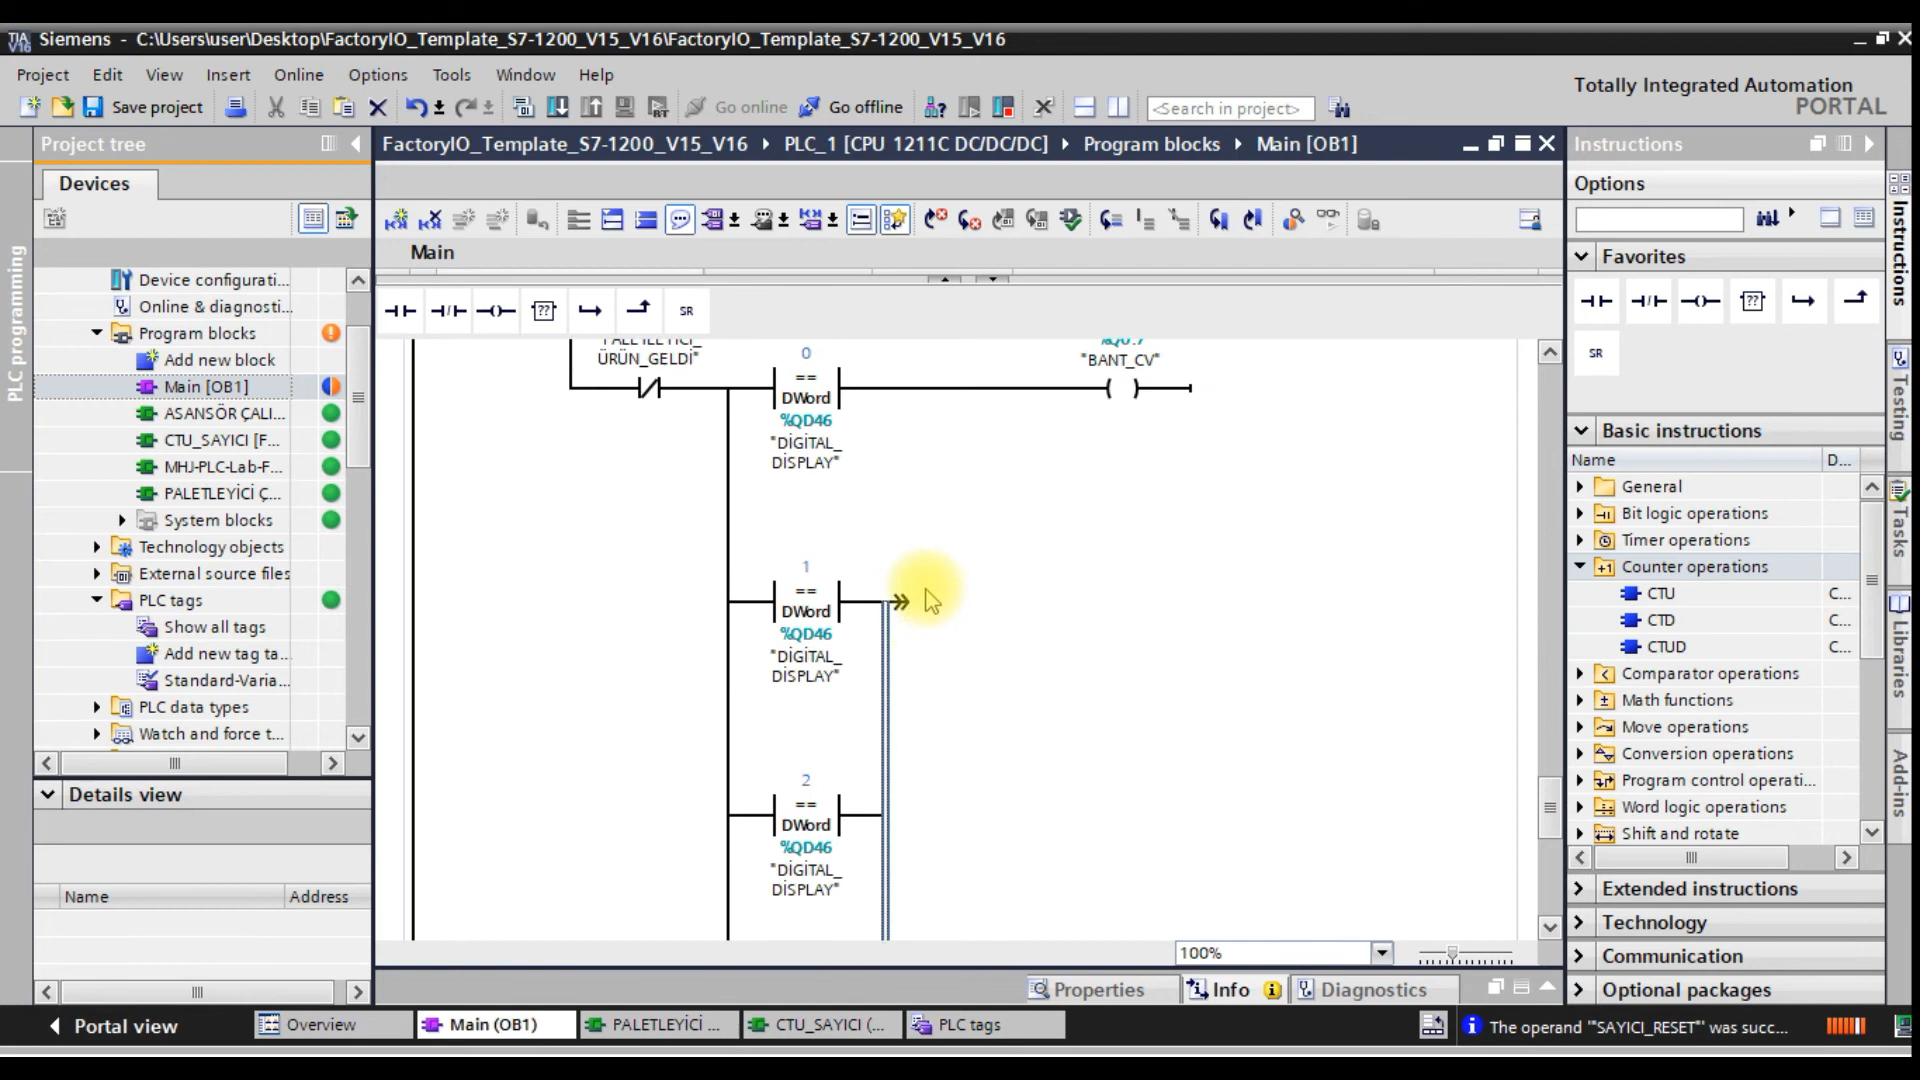 TIA
V16
Siemens - C:\Users\user\Desktop\FactoryIO_Template_S7-1200_V15_V16\FactoryIO_Template_S7-1200_V15_V16
Project Edit View Insert Online Options Tools Window Help
Totally Integrated Automation
PORTAL
Save project
Go online
Go offline
<Search in project>
Project tree
FactoryIO_Template_S7-1200_V15_V16 PLC_1 [CPU 1211C DC/DC/DC] Program blocks Main [OB1]
Instructions
Devices
Options
Main
PLC programming
Device configurati...
Online & diagnosti...
Program blocks
Add new block
Main [OB1]
ASANSÖR ÇALI...
CTU_SAYICI [F...
MHJ-PLC-Lab-F...
PALETLEYİCİ Ç...
System blocks
Technology objects
External source files
PLC tags
Show all tags
Add new tag ta...
Standard-Varia...
PLC data types
Watch and force t...
Details view
Name Address
??
SR
ÜRÜN_GELDİ"
0
==
DWord
%QD46
"DİGİTAL_
DİSPLAY"
"BANT_CV"
1
==
DWord
%QD46
"DİGİTAL_
DİSPLAY"
2
==
DWord
%QD46
"DİGİTAL_
DİSPLAY"
100%
Properties
Info
Diagnostics
Favorites
??
SR
Basic instructions
Name D...
General
Bit logic operations
Timer operations
Counter operations
CTU C...
CTD C...
CTUD C...
Comparator operations
Math functions
Move operations
Conversion operations
Program control operati...
Word logic operations
Shift and rotate
Extended instructions
Technology
Communication
Optional packages
Instructions
Testing
Tasks
Libraries
Add-ins
Portal view
Overview
Main (OB1)
PALETLEYİCİ ...
CTU_SAYICI (...
PLC tags
The operand '"SAYICI_RESET"' was succ...